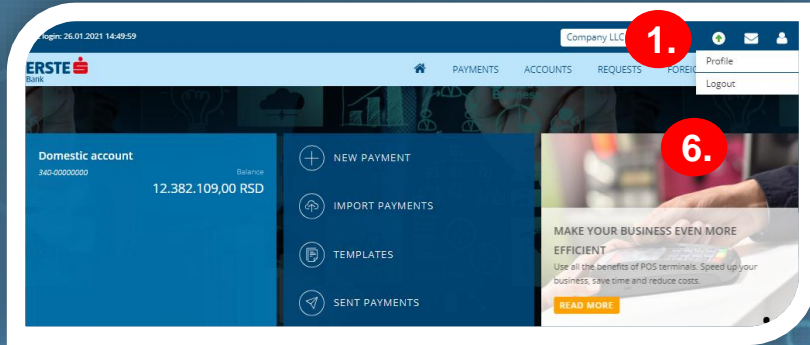 login: 26.01.2021 14:49:59
Company LLC
1.
ERSTE
Bank
PAYMENTS
ACCOUNTS
REQUESTS
FOREIG
Profile
Logout
Domestic account
340-00000000
Balance
12.382.109,00 RSD
NEW PAYMENT
IMPORT PAYMENTS
TEMPLATES
SENT PAYMENTS
6.
MAKE YOUR BUSINESS EVEN MORE
EFFICIENT
Use all the benefits of POS terminals. Speed up your
business, save time and reduce costs.
READ MORE